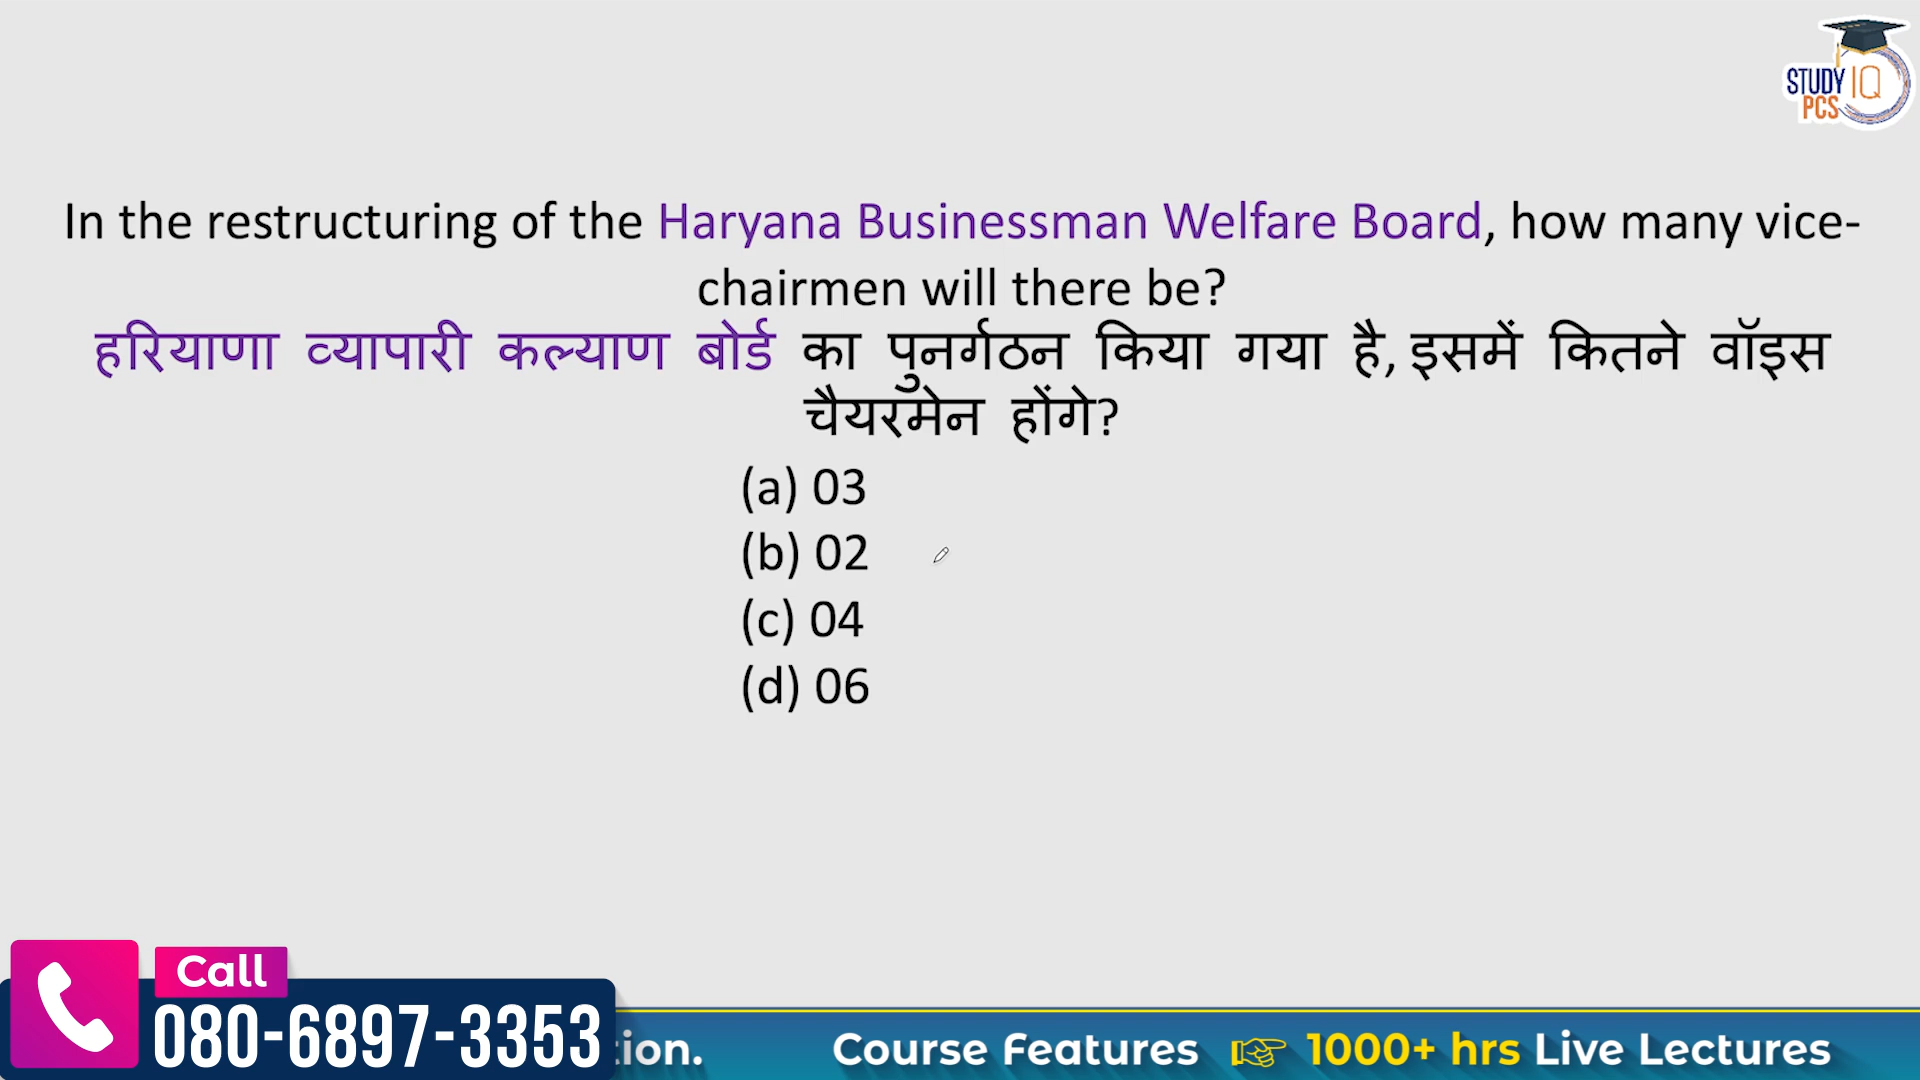 STUDY IQ
PCS
In the restructuring of the Haryana Businessman Welfare Board, how many vice-
chairmen will there be?
हरियाणा व्यापारी कल्याण बोर्ड का पुनर्गठन किया गया है, इसमें कितने वॉइस
चैयरमेन होंगे?
(a) 03
(b) 02
(c) 04
(d) 06
Call
080-6897-3353
tion. Course Features 1000+ hrs Live Lectures